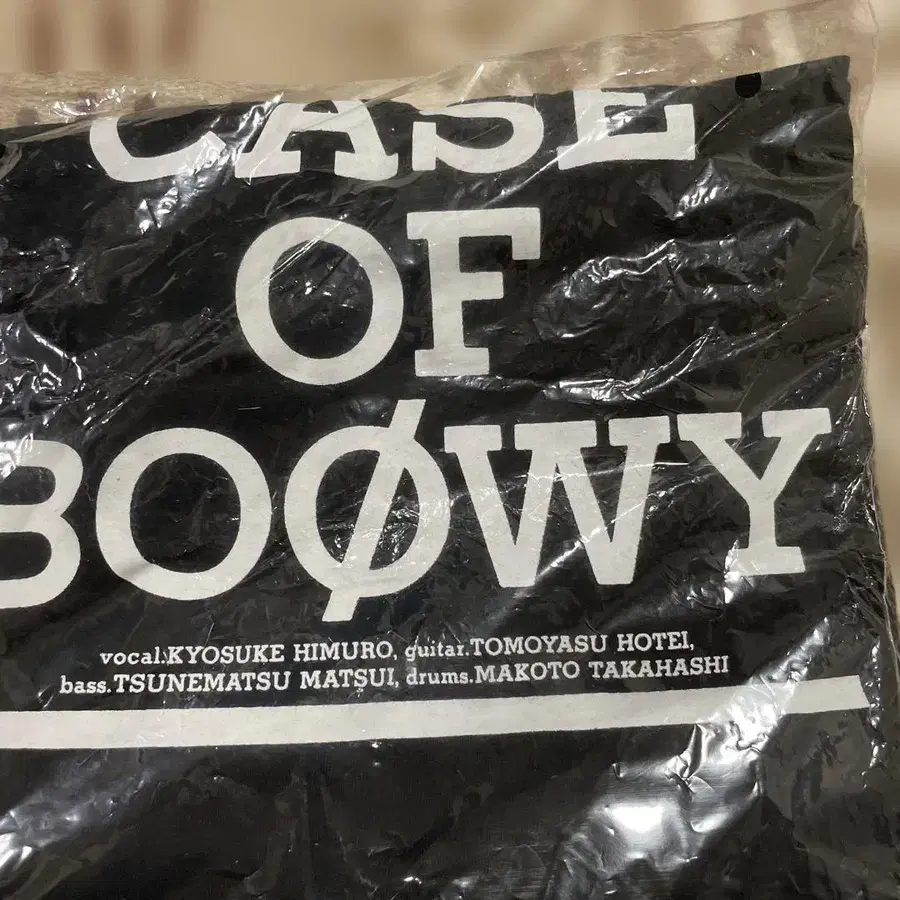 CASE
OF
BOØWY
vocal.KYOSUKE HIMURO, guitar.TOMOYASU HOTEI,
bass.TSUNEMATSU MATSUI, drums.MAKOTO TAKAHASHI